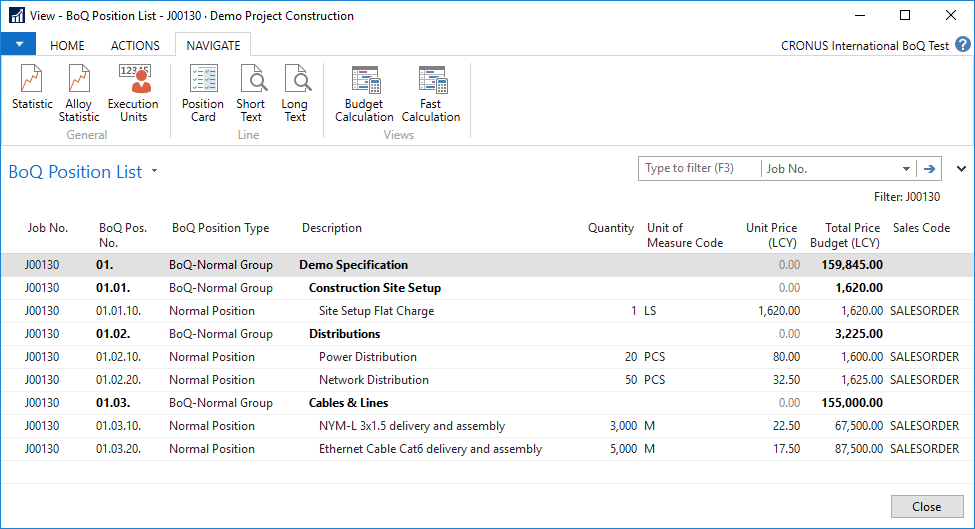 View - BoQ Position List - J00130 · Demo Project Construction
HOME ACTIONS NAVIGATE CRONUS International BoQ Test ?
12345
Statistic Alloy Statistic Execution Units Position Card Short Text Long Text Budget Calculation Fast Calculation
General Line Views
BoQ Position List Type to filter (F3) Job No.
Filter: J00130
Job No. BoQ Pos. No. BoQ Position Type Description Quantity Unit of Measure Code Unit Price (LCY) Total Price Budget (LCY) Sales Code
J00130 01. BoQ-Normal Group Demo Specification 0.00 159,845.00
J00130 01.01. BoQ-Normal Group Construction Site Setup 0.00 1,620.00
J00130 01.01.10. Normal Position Site Setup Flat Charge 1 LS 1,620.00 1,620.00 SALESORDER
J00130 01.02. BoQ-Normal Group Distributions 0.00 3,225.00
J00130 01.02.10. Normal Position Power Distribution 20 PCS 80.00 1,600.00 SALESORDER
J00130 01.02.20. Normal Position Network Distribution 50 PCS 32.50 1,625.00 SALESORDER
J00130 01.03. BoQ-Normal Group Cables & Lines 0.00 155,000.00
J00130 01.03.10. Normal Position NYM-L 3x1.5 delivery and assembly 3,000 M 22.50 67,500.00 SALESORDER
J00130 01.03.20. Normal Position Ethernet Cable Cat6 delivery and assembly 5,000 M 17.50 87,500.00 SALESORDER
Close